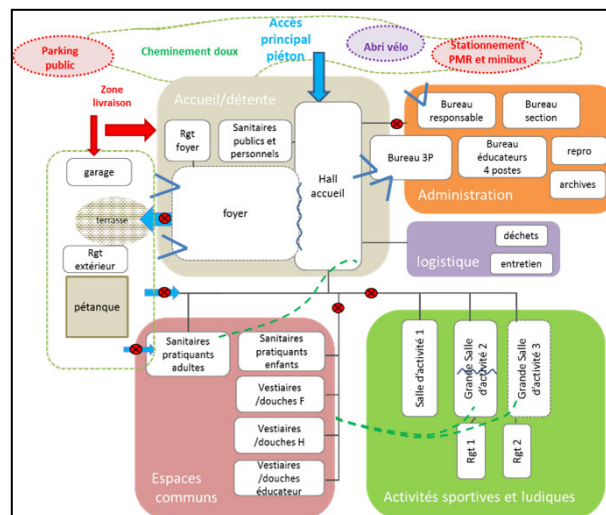 Parking
public
Cheminement doux
Accès
principal
piéton
Abri vélo
Stationnement
PMR et minibus
Zone
livraison
Accueil/détente
Rgt
foyer
Sanitaires
publics et
personnels
Hall
accueil
foyer
garage
terrasse
Rgt
extérieur
pétanque
Bureau
responsable
Bureau
section
Bureau 3P
Bureau
éducateurs
4 postes
repro
archives
Administration
déchets
entretien
logistique
Sanitaires
pratiquants
adultes
Sanitaires
pratiquants
enfants
Vestiaires
/douches F
Vestiaires
/douches H
Vestiaires
/douches
éducateur
Espaces
communs
Salle d'activité 1
Grande Salle
d'activité 2
Grande Salle
d'activité 3
Rgt 1
Rgt 2
Activités sportives et ludiques